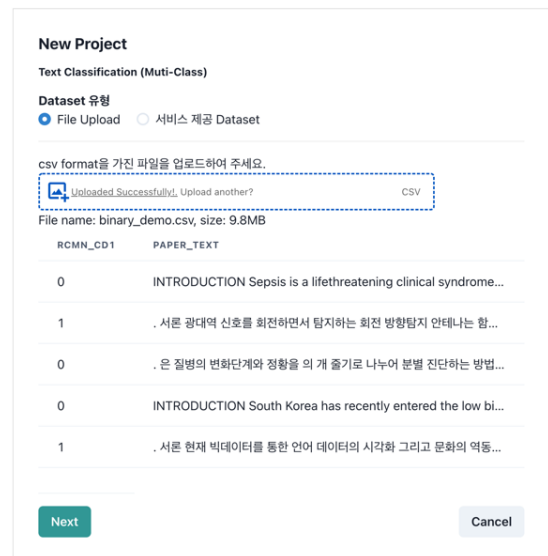 New Project
Text Classification (Muti-Class)
Dataset 유형
File Upload 서비스 제공 Dataset
csv format을 가진 파일을 업로드하여 주세요.
Uploaded Successfully!. Upload another? CSV
File name: binary_demo.csv, size: 9.8MB
RCMN_CD1 PAPER_TEXT
0 INTRODUCTION Sepsis is a lifethreatening clinical syndrome...
1 . 서론 광대역 신호를 회전하면서 탐지하는 회전 방향탐지 안테나는 함...
0 . 은 질병의 변화단계와 정황을 의 개 줄기로 나누어 분별 진단하는 방법...
0 INTRODUCTION South Korea has recently entered the low bi...
1 . 서론 현재 빅데이터를 통한 언어 데이터의 시각화 그리고 문화의 역동...
Next Cancel